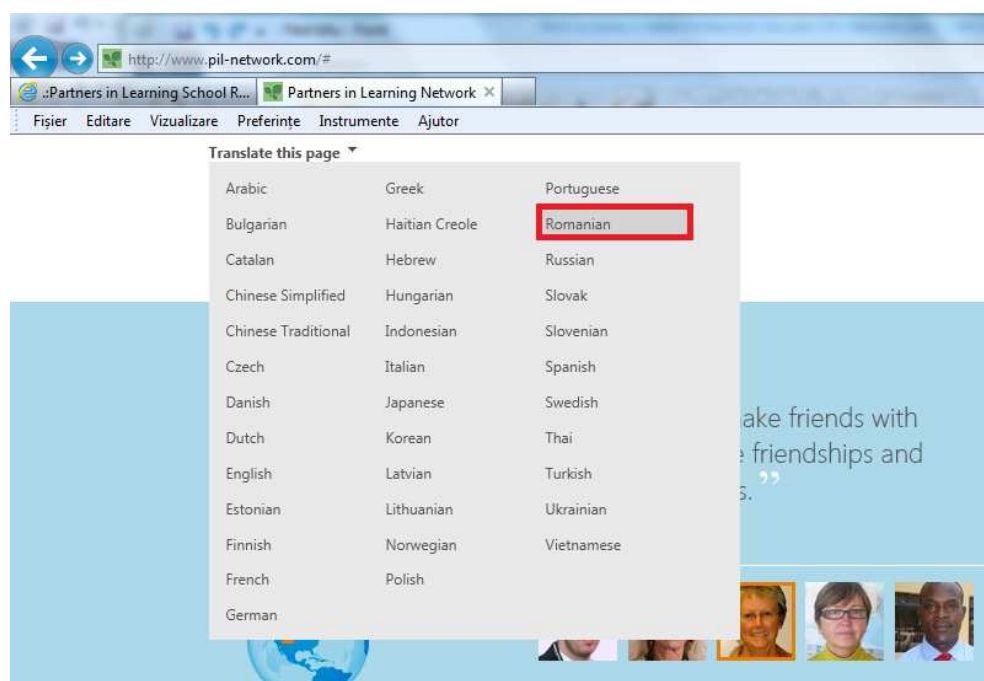 http://www.pil-network.com/#
.:Partners in Learning School R... Partners in Learning Network ×
Fișier Editare Vizualizare Preferințe Instrumente Ajutor
Translate this page
Arabic Greek Portuguese
Bulgarian Haitian Creole Romanian
Catalan Hebrew Russian
Chinese Simplified Hungarian Slovak
Chinese Traditional Indonesian Slovenian
Czech Italian Spanish
Danish Japanese Swedish
Dutch Korean Thai
English Latvian Turkish
Estonian Lithuanian Ukrainian
Finnish Norwegian Vietnamese
French Polish
German
ake friends with
friendships and
s. ”